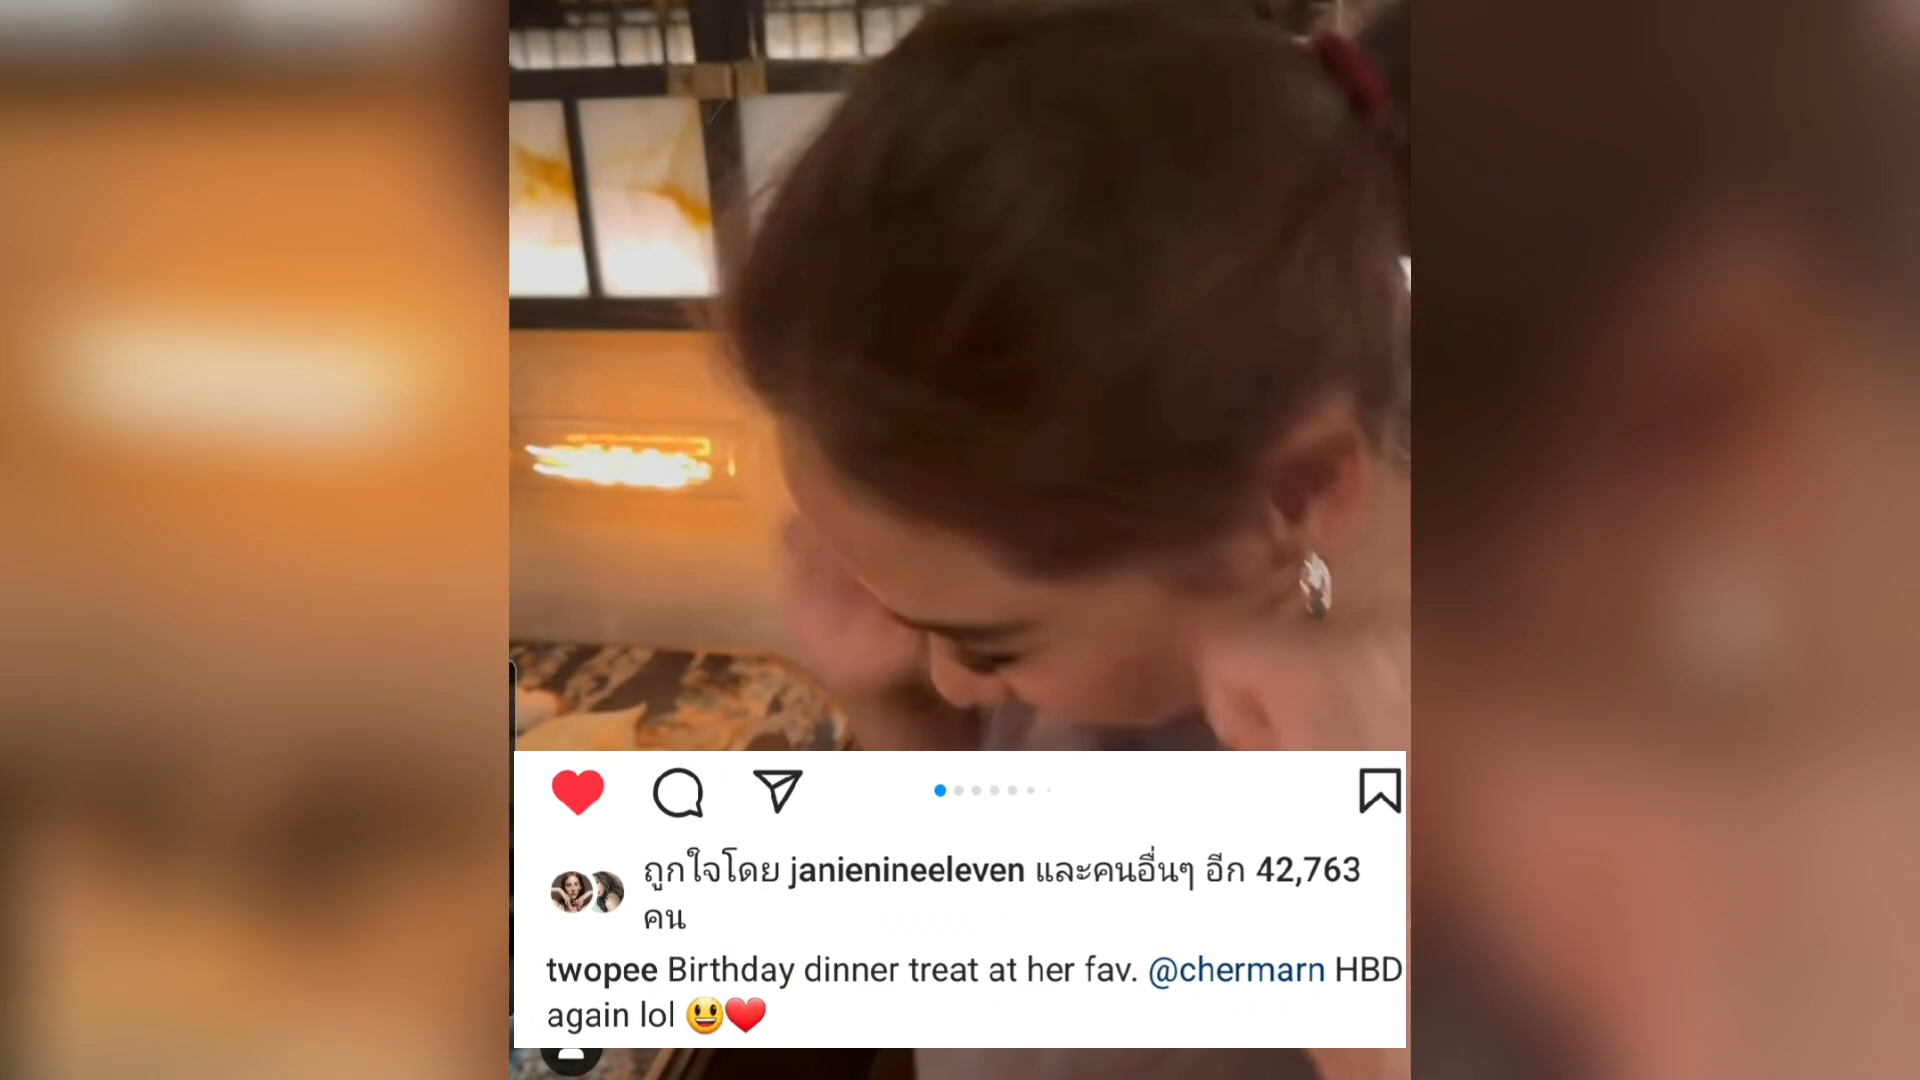 ถูกใจโดย janienineeleven และคนอื่นๆ อีก 42,763
คน
twopee Birthday dinner treat at her fav. @chermarn HBD
again lol 😃❤️